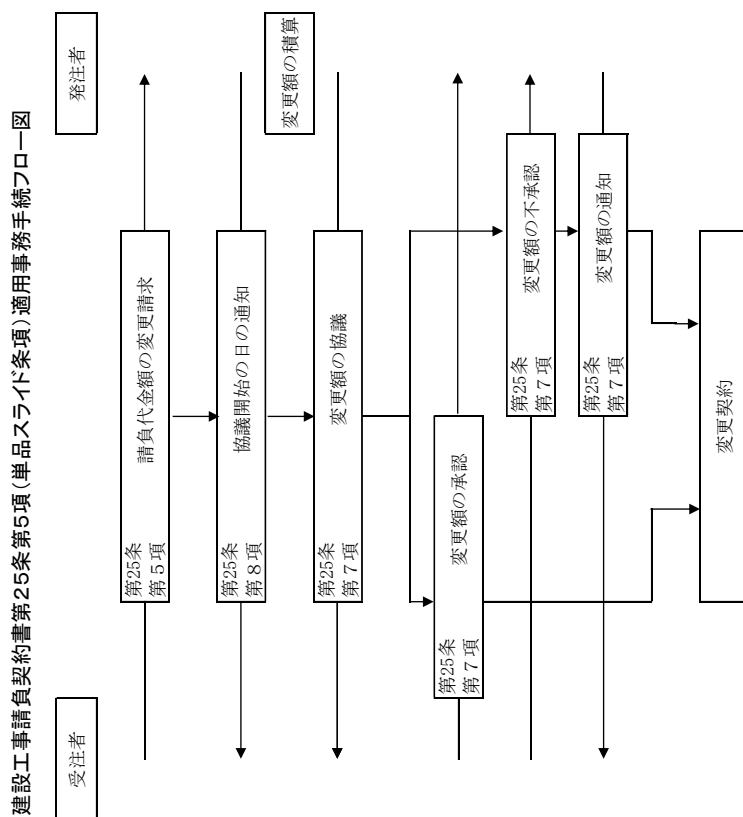 建設工事請負契約書第25条第5項(単品スライド条項)適用事務手続フロー図
受注者
発注者
第25条
第5項
請負代金額の変更請求
第25条
第8項
協議開始の日の通知
変更額の積算
第25条
第7項
変更額の協議
第25条
第7項
変更額の承認
第25条
第7項
変更額の不承認
第25条
第7項
変更額の通知
変更契約